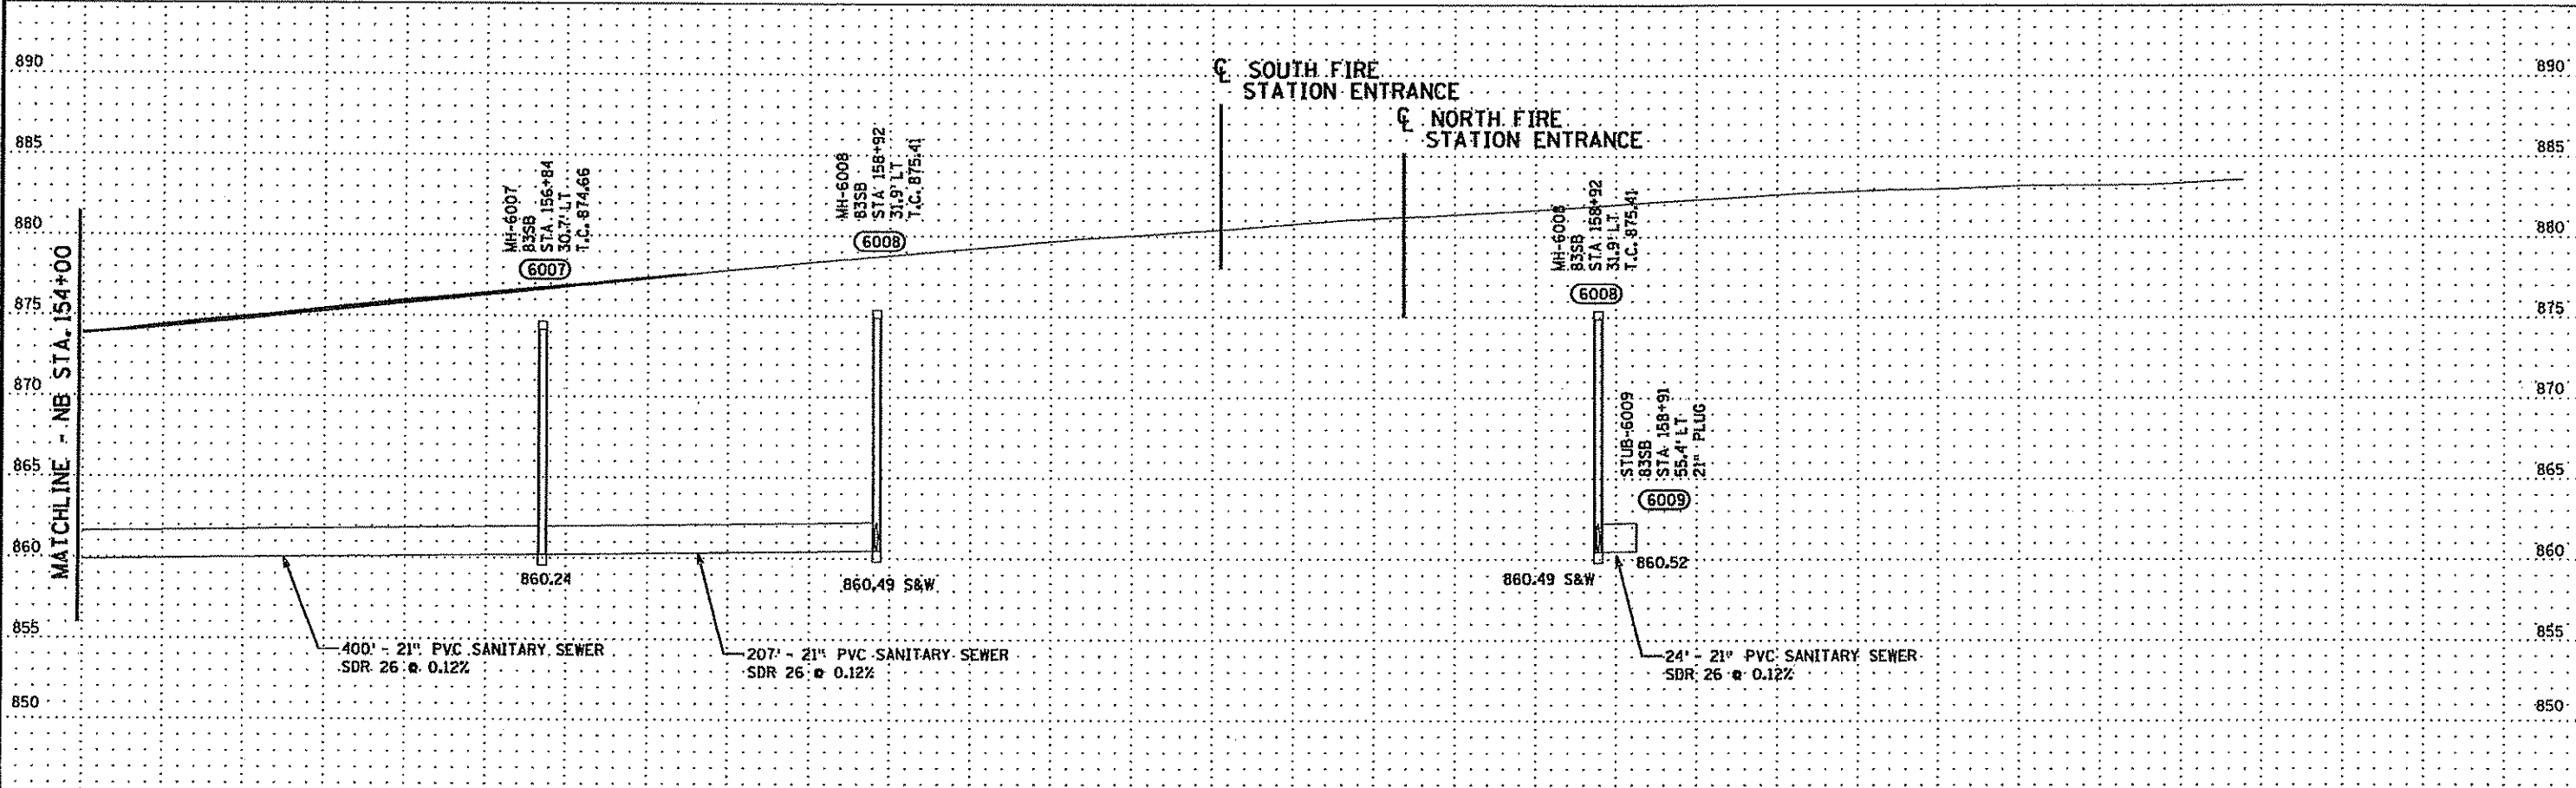 890
885
880
875
870
865
860
855
850
MATCHLINE - NB STA. 154+00
MH-6007
83SB
STA. 156+84
30.7' LT
T.C. 874.66
6007
MH-6008
83SB
STA 158+92
31.9' LT
T.C. 875.41
6008
℄ SOUTH FIRE
STATION ENTRANCE
℄ NORTH FIRE
STATION ENTRANCE
MH-6008
83SB
STA 158+92
31.9' LT
T.C. 875.41
6008
STUB-6009
83SB
STA 158+91
55.4' LT
21" PLUG
6009
860.24
860.49 S&W
860.49 S&W
860.52
400' - 21" PVC SANITARY SEWER
SDR 26 @ 0.12%
207' - 21" PVC SANITARY SEWER
SDR 26 @ 0.12%
24' - 21" PVC SANITARY SEWER
SDR 26 @ 0.12%
890
885
880
875
870
865
860
855
850